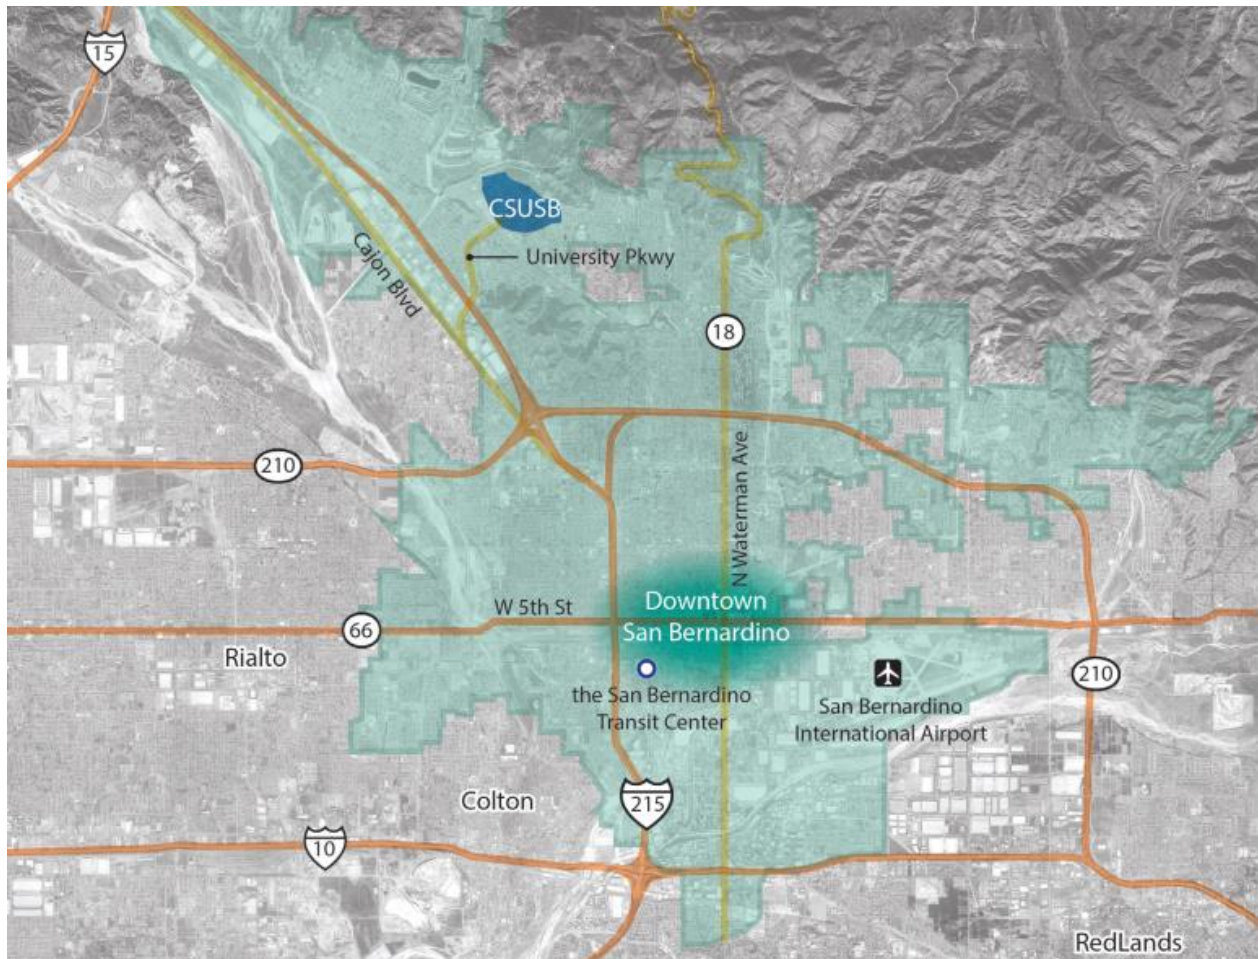 15
CSUSB
University Pkwy
Cajon Blvd
18
N Waterman Ave
210
W 5th St
Downtown
San Bernardino
66
Rialto
the San Bernardino
Transit Center
San Bernardino
International Airport
210
Colton
215
10
RedLands